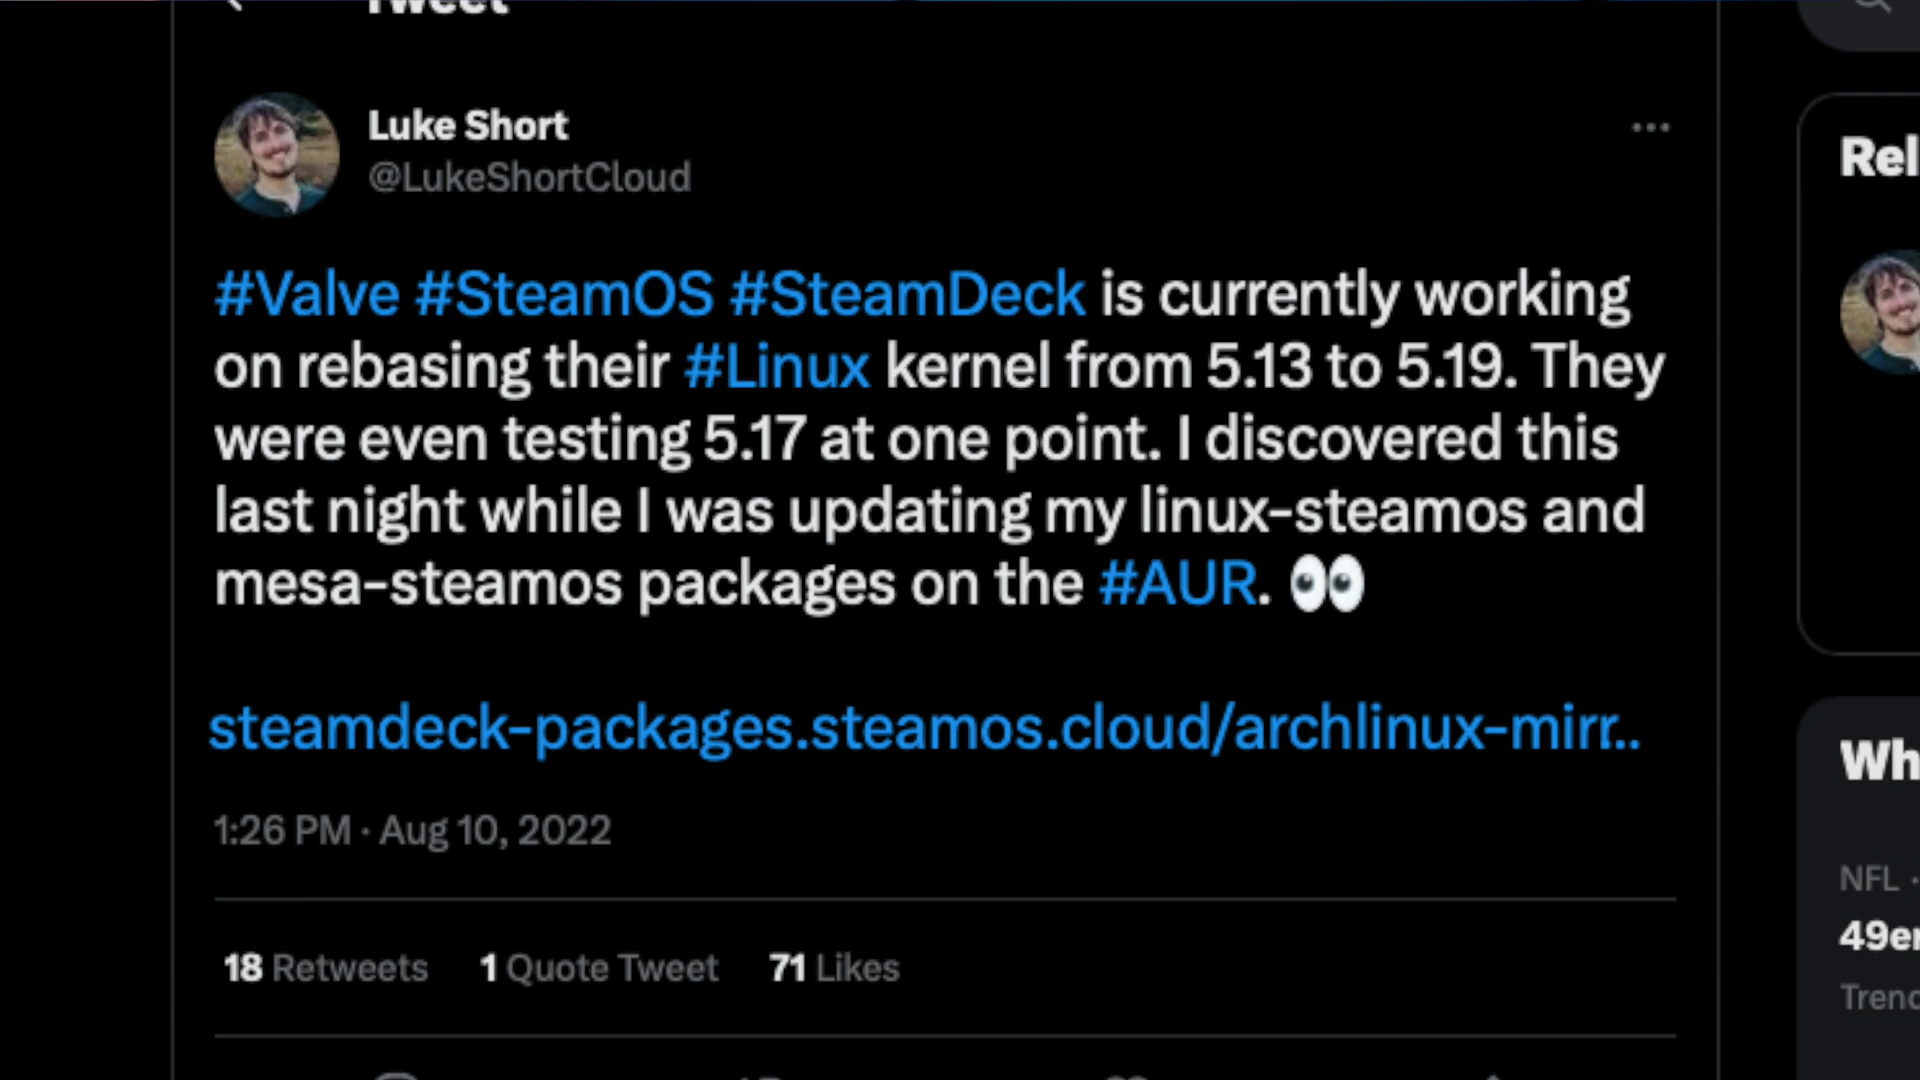 Tweet
Luke Short
@LukeShortCloud
#Valve #SteamOS #SteamDeck is currently working
on rebasing their #Linux kernel from 5.13 to 5.19. They
were even testing 5.17 at one point. I discovered this
last night while I was updating my linux-steamos and
mesa-steamos packages on the #AUR. 👀
steamdeck-packages.steamos.cloud/archlinux-mirr..
1:26 PM · Aug 10, 2022
18 Retweets 1 Quote Tweet 71 Likes
Rel
Wh
NFL ·
49er
Trend